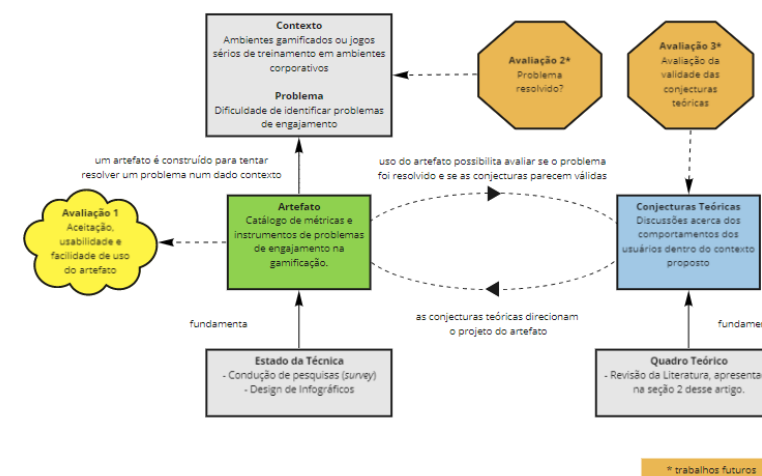 Contexto
Ambientes gamificados ou jogos
sérios de treinamento em ambientes
corporativos
Problema
Dificuldade de identificar problemas
de engajamento
Avaliação 2*
Problema
resolvido?
Avaliação 3*
Avaliação da
validade das
conjecturas
teóricas
um artefato é construído para tentar
resolver um problema num dado contexto
uso do artefato possibilita avaliar se o problema
foi resolvido e se as conjecturas parecem válidas
Avaliação 1
Aceitação,
usabilidade e
facilidade de uso
do artefato
Artefato
Catálogo de métricas e
instrumentos de problemas
de engajamento na
gamificação.
Conjecturas Teóricas
Discussões acerca dos
comportamentos dos
usuários dentro do contexto
proposto
as conjecturas teóricas direcionam
o projeto do artefato
fundamenta
Estado da Técnica
- Condução de pesquisas (survey)
- Design de Infográficos
Quadro Teórico
- Revisão da Literatura,
na seção 2 desse artigo.
* trabalhos futuros